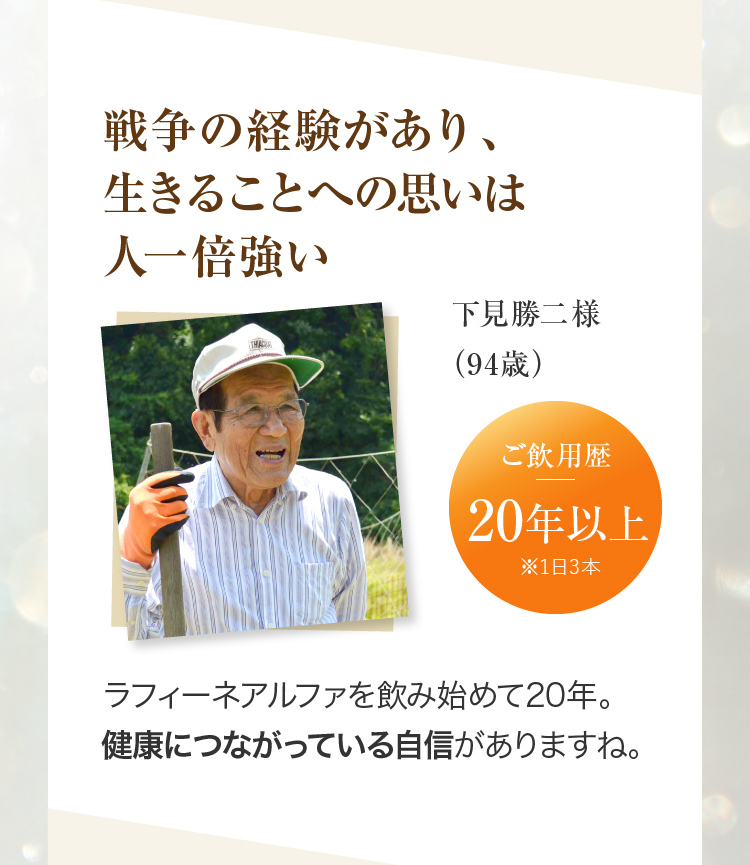 戦争の経験があり、
生きることへの思いは
人一倍強い
下見勝二様
（94歳）
ご飲用歴
20年以上
※1日3本
ラフィーネアルファを飲み始めて20年。
健康につながっている自信がありますね。